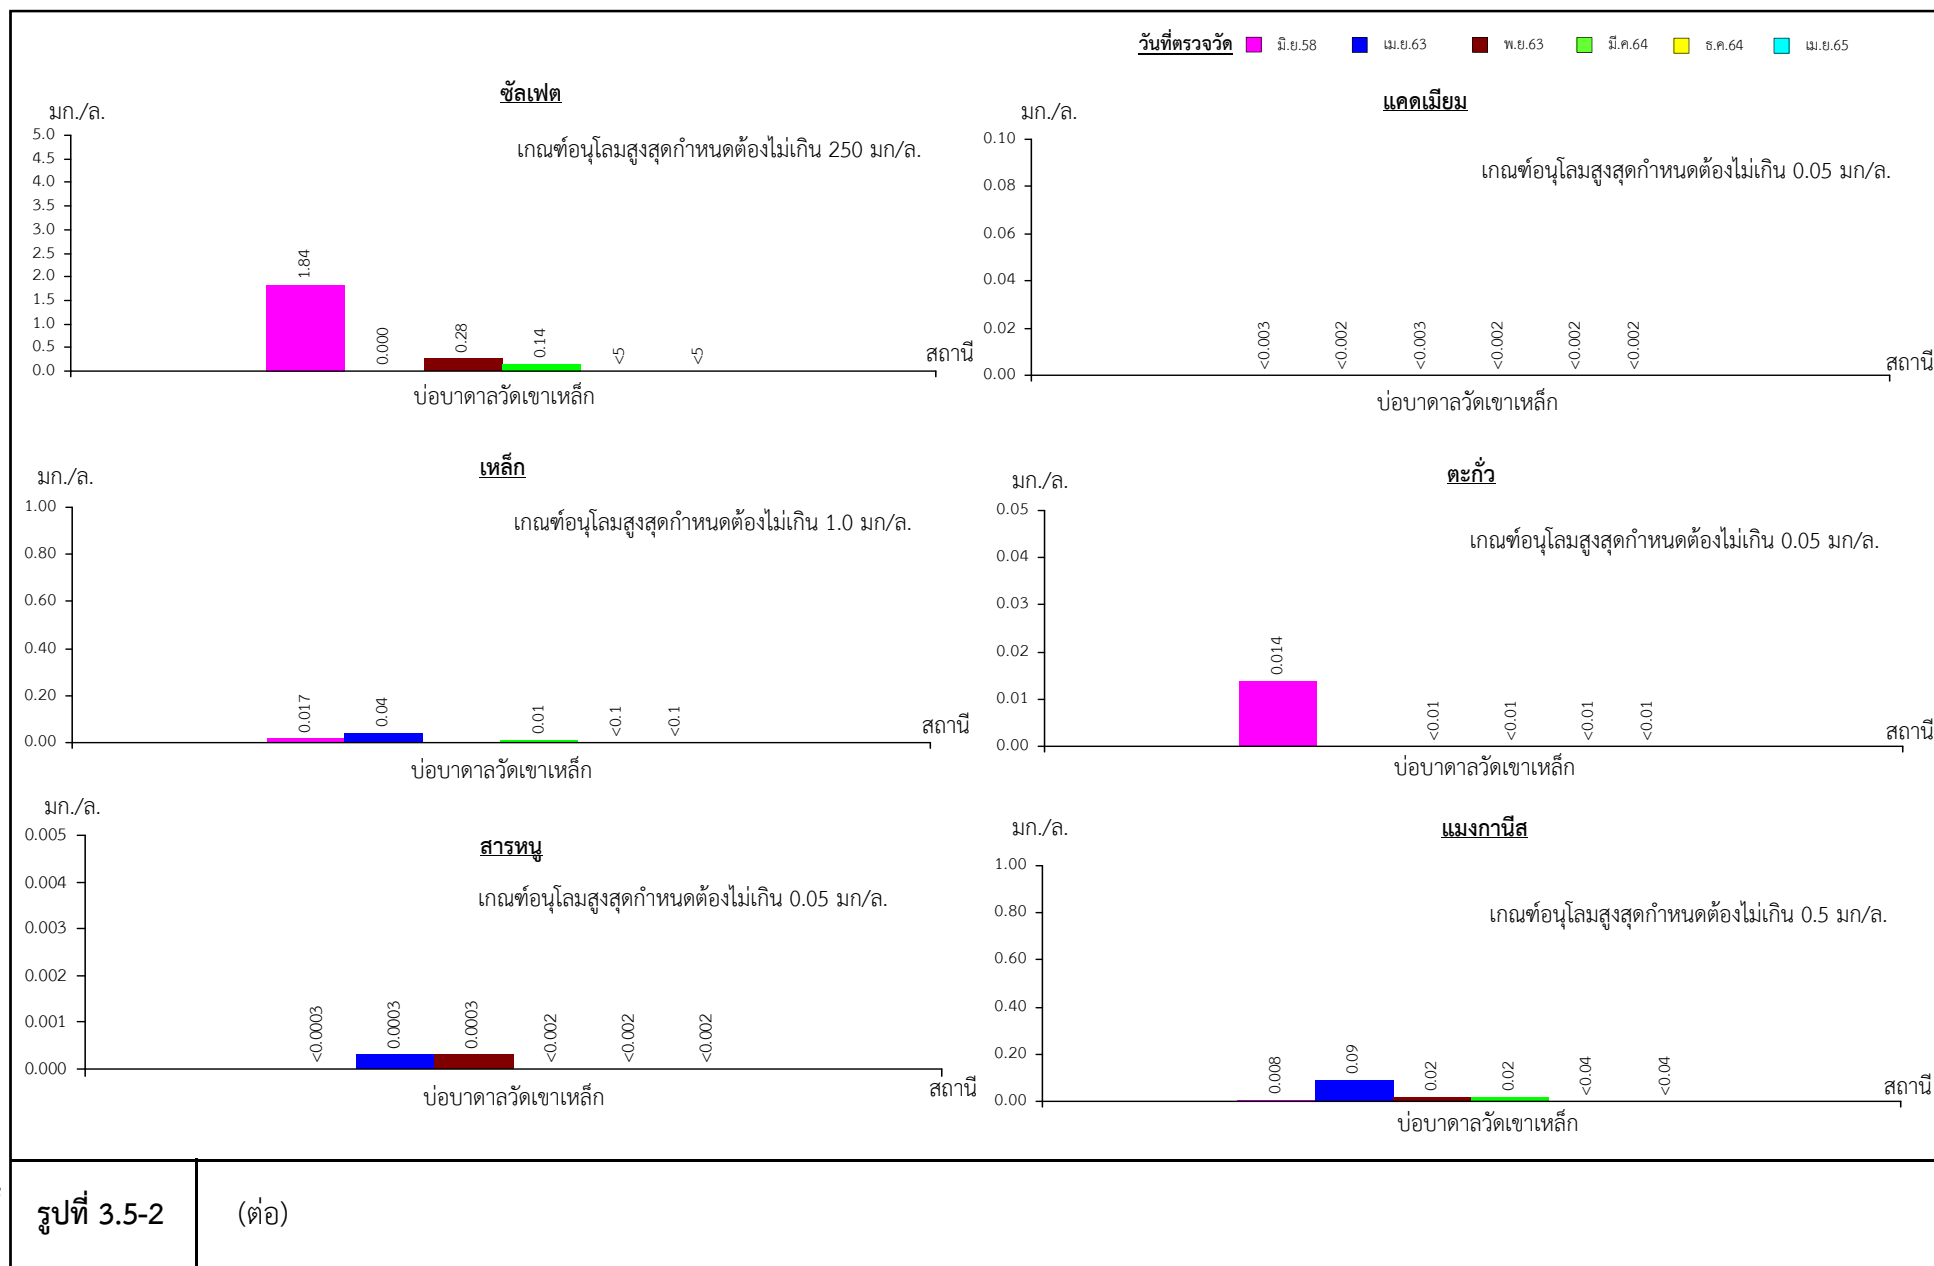 วันที่ตรวจวัด มิ.ย.58 เม.ย.63 พ.ย.63 มี.ค.64 ธ.ค.64 เม.ย.65
ซัลเฟต
มก./ล.
เกณฑ์อนุโลมสูงสุดกำหนดต้องไม่เกิน 250 มก/ล.
5.0
4.5
4.0
3.5
3.0
2.5
2.0
1.5
1.0
0.5
0.0
1.84 0.000 0.28 0.14 <5 <5
สถานี
บ่อบาดาลวัดเขาเหล็ก
แคดเมียม
มก./ล.
เกณฑ์อนุโลมสูงสุดกำหนดต้องไม่เกิน 0.05 มก/ล.
0.10
0.08
0.06
0.04
0.02
0.00
<0.003 <0.002 <0.003 <0.002 <0.002 <0.002
สถานี
บ่อบาดาลวัดเขาเหล็ก
เหล็ก
มก./ล.
เกณฑ์อนุโลมสูงสุดกำหนดต้องไม่เกิน 1.0 มก/ล.
1.00
0.80
0.60
0.40
0.20
0.00
0.017 0.04 0.01 <0.1 <0.1
สถานี
บ่อบาดาลวัดเขาเหล็ก
ตะกั่ว
มก./ล.
เกณฑ์อนุโลมสูงสุดกำหนดต้องไม่เกิน 0.05 มก/ล.
0.05
0.04
0.03
0.02
0.01
0.00
0.014 <0.01 <0.01 <0.01 <0.01
สถานี
บ่อบาดาลวัดเขาเหล็ก
มก./ล.
สารหนู
เกณฑ์อนุโลมสูงสุดกำหนดต้องไม่เกิน 0.05 มก/ล.
0.005
0.004
0.003
0.002
0.001
0.000
<0.0003 0.0003 0.0003 <0.002 <0.002 <0.002
สถานี
บ่อบาดาลวัดเขาเหล็ก
แมงกานีส
มก./ล.
เกณฑ์อนุโลมสูงสุดกำหนดต้องไม่เกิน 0.5 มก/ล.
1.00
0.80
0.60
0.40
0.20
0.00
0.008 0.09 0.02 0.02 <0.04 <0.04
สถานี
บ่อบาดาลวัดเขาเหล็ก
รูปที่ 3.5-2 (ต่อ)